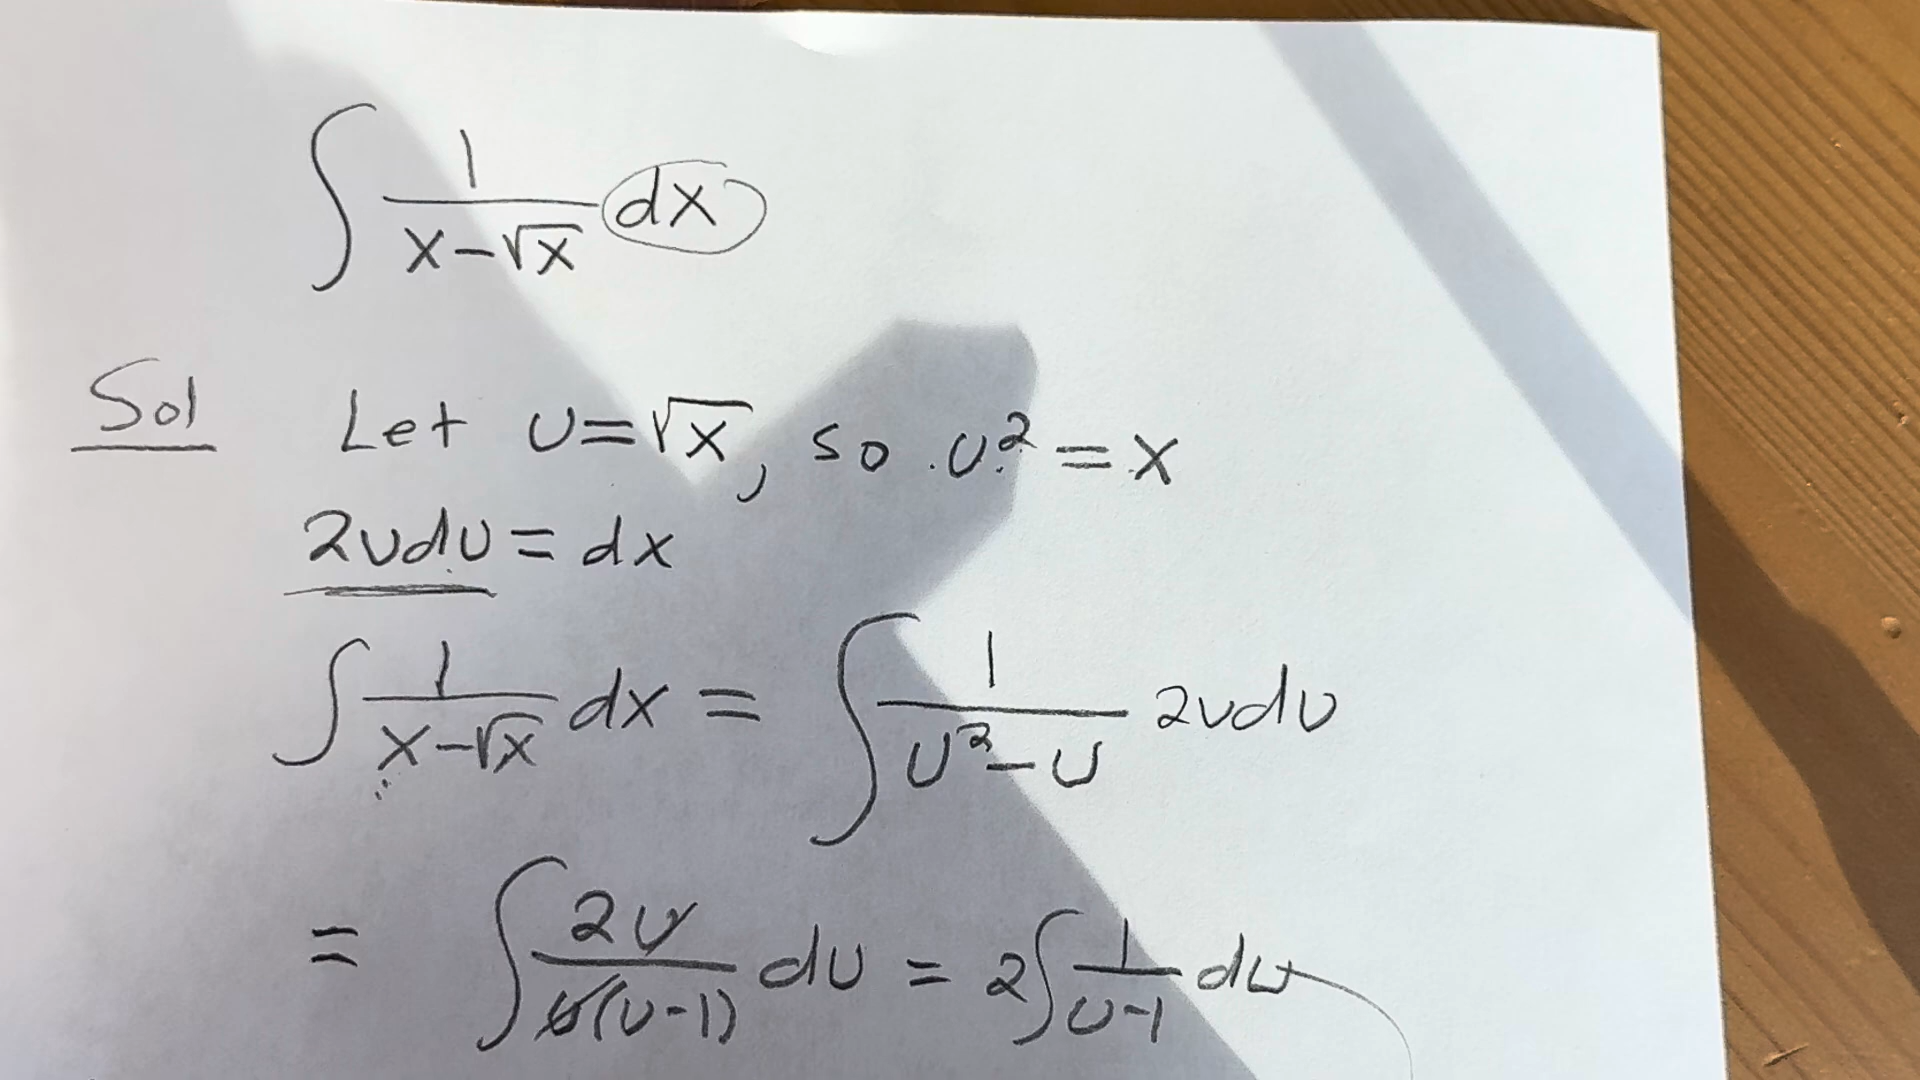 ∫ 1/(x-√x) dx
Sol Let u=√x, so u² = x
2udu = dx
∫ 1/(x-√x) dx = ∫ 1/(u²-u) 2udu
= ∫ 2u/(u(u-1)) du = 2∫ 1/(u-1) du